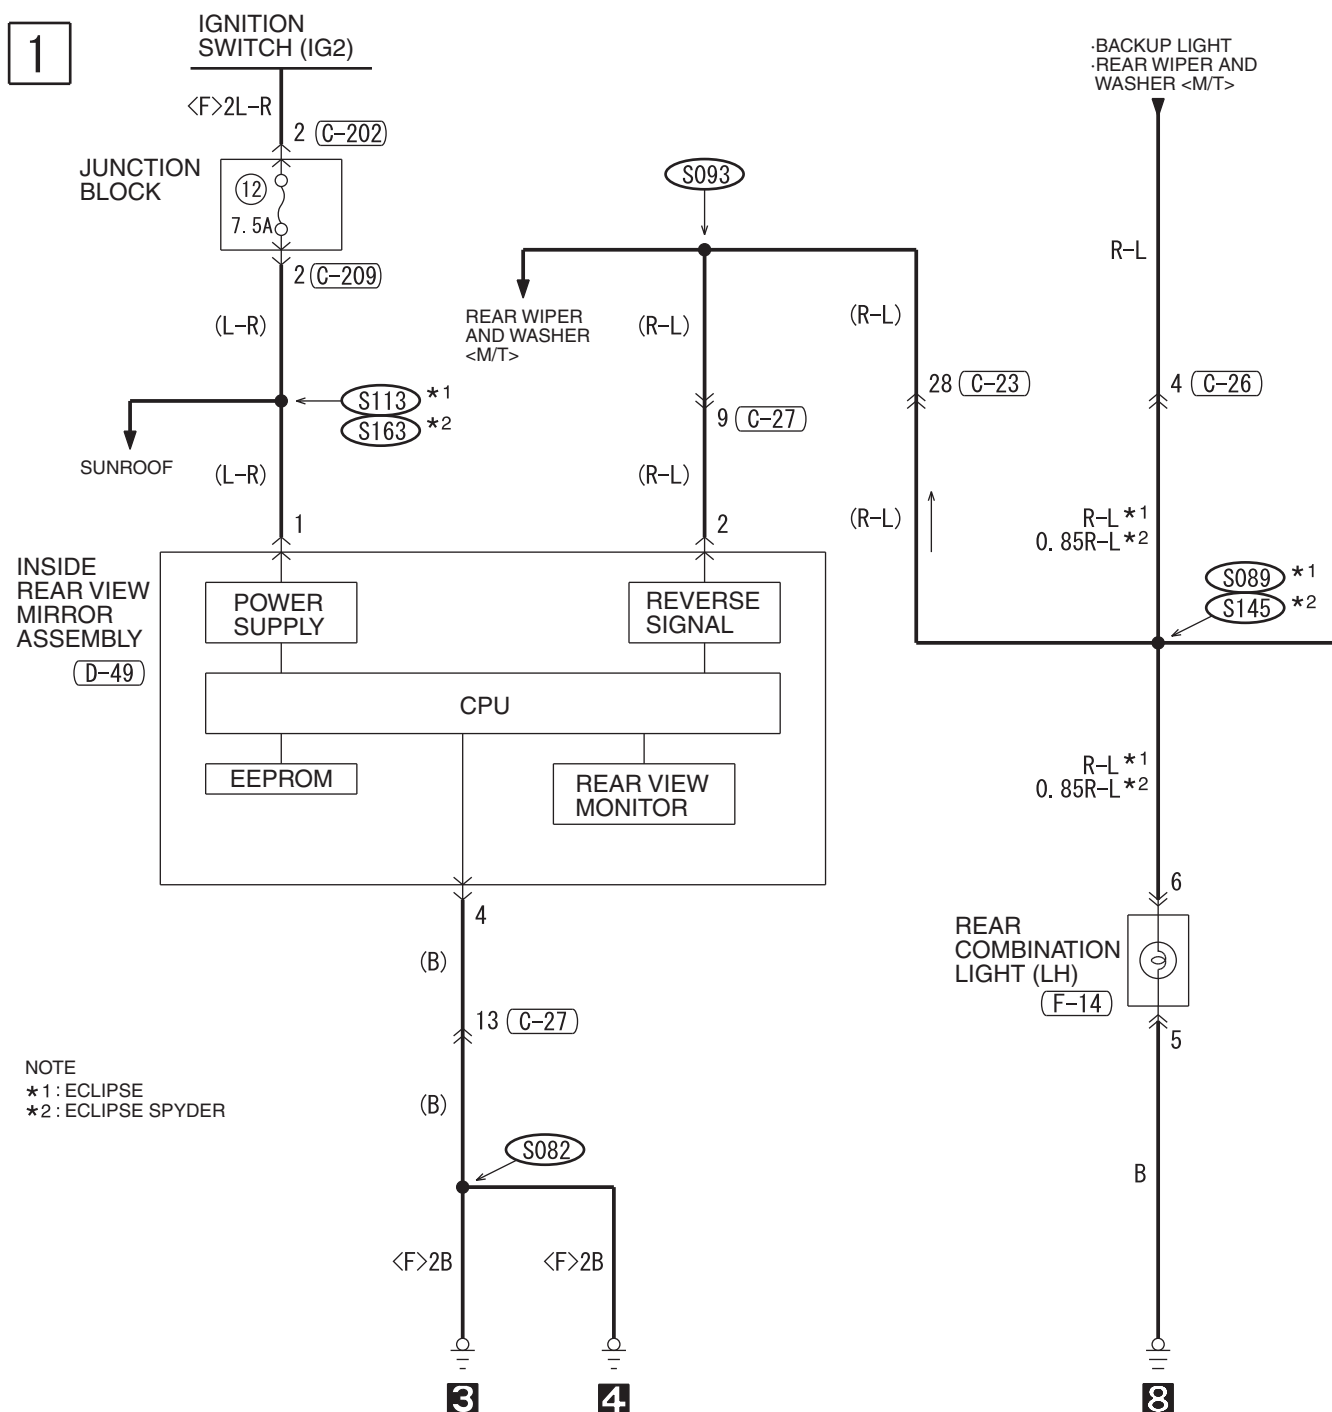 1
IGNITION
SWITCH (IG2)
<F>2L-R
2 C-202
JUNCTION
BLOCK
12
7.5A
2 C-209
(L-R)
S113 *1
S163 *2
SUNROOF
(L-R)
1
S093
REAR WIPER
AND WASHER
<M/T>
(R-L)
9 C-27
(R-L)
2
(R-L)
28 C-23
(R-L)
·BACKUP LIGHT
·REAR WIPER AND
WASHER <M/T>
R-L
4 C-26
R-L*1
0.85R-L*2
S089 *1
S145 *2
R-L*1
0.85R-L*2
6
REAR
COMBINATION
LIGHT (LH)
F-14
5
B
8
INSIDE
REAR VIEW
MIRROR
ASSEMBLY
D-49
POWER
SUPPLY
REVERSE
SIGNAL
CPU
EEPROM
REAR VIEW
MONITOR
4
(B)
13 C-27
(B)
S082
<F>2B
<F>2B
3
4
NOTE
*1: ECLIPSE
*2: ECLIPSE SPYDER